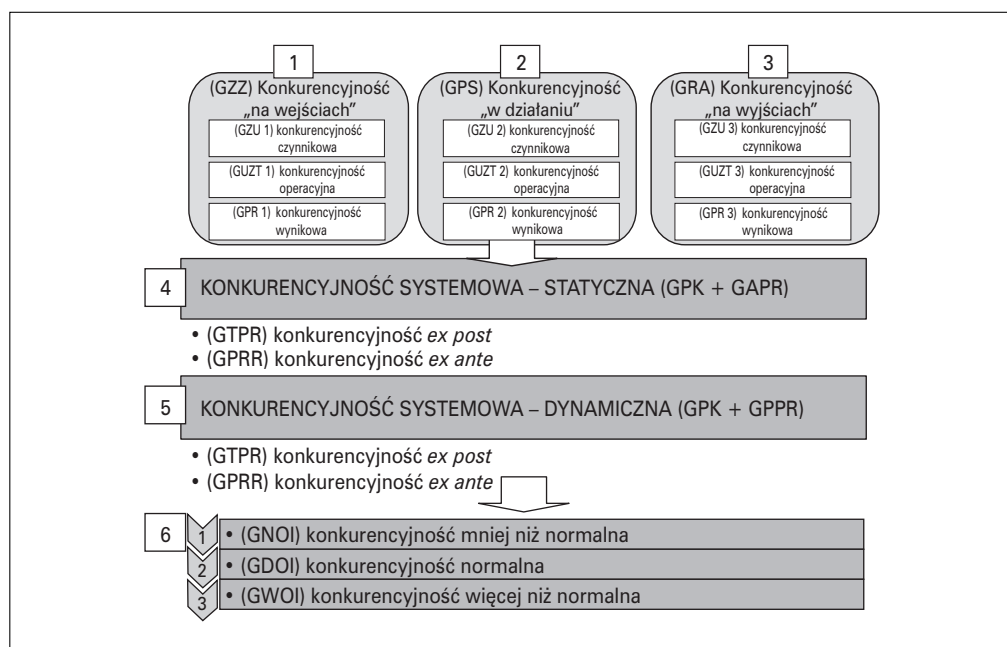 1
(GZZ) Konkurencyjność
„na wejściach”
(GZU 1) konkurencyjność
czynnikowa
(GUZT 1) konkurencyjność
operacyjna
(GPR 1) konkurencyjność
wynikowa
2
(GPS) Konkurencyjność
„w działaniu”
(GZU 2) konkurencyjność
czynnikowa
(GUZT 2) konkurencyjność
operacyjna
(GPR 2) konkurencyjność
wynikowa
3
(GRA) Konkurencyjność
„na wyjściach”
(GZU 3) konkurencyjność
czynnikowa
(GUZT 3) konkurencyjność
operacyjna
(GPR 3) konkurencyjność
wynikowa
4
KONKURENCYJNOŚĆ SYSTEMOWA – STATYCZNA (GPK + GAPR)
• (GTPR) konkurencyjność ex post
• (GPRR) konkurencyjność ex ante
5
KONKURENCYJNOŚĆ SYSTEMOWA – DYNAMICZNA (GPK + GPPR)
• (GTPR) konkurencyjność ex post
• (GPRR) konkurencyjność ex ante
6
1 • (GNOI) konkurencyjność mniej niż normalna
2 • (GDOI) konkurencyjność normalna
3 • (GWOI) konkurencyjność więcej niż normalna